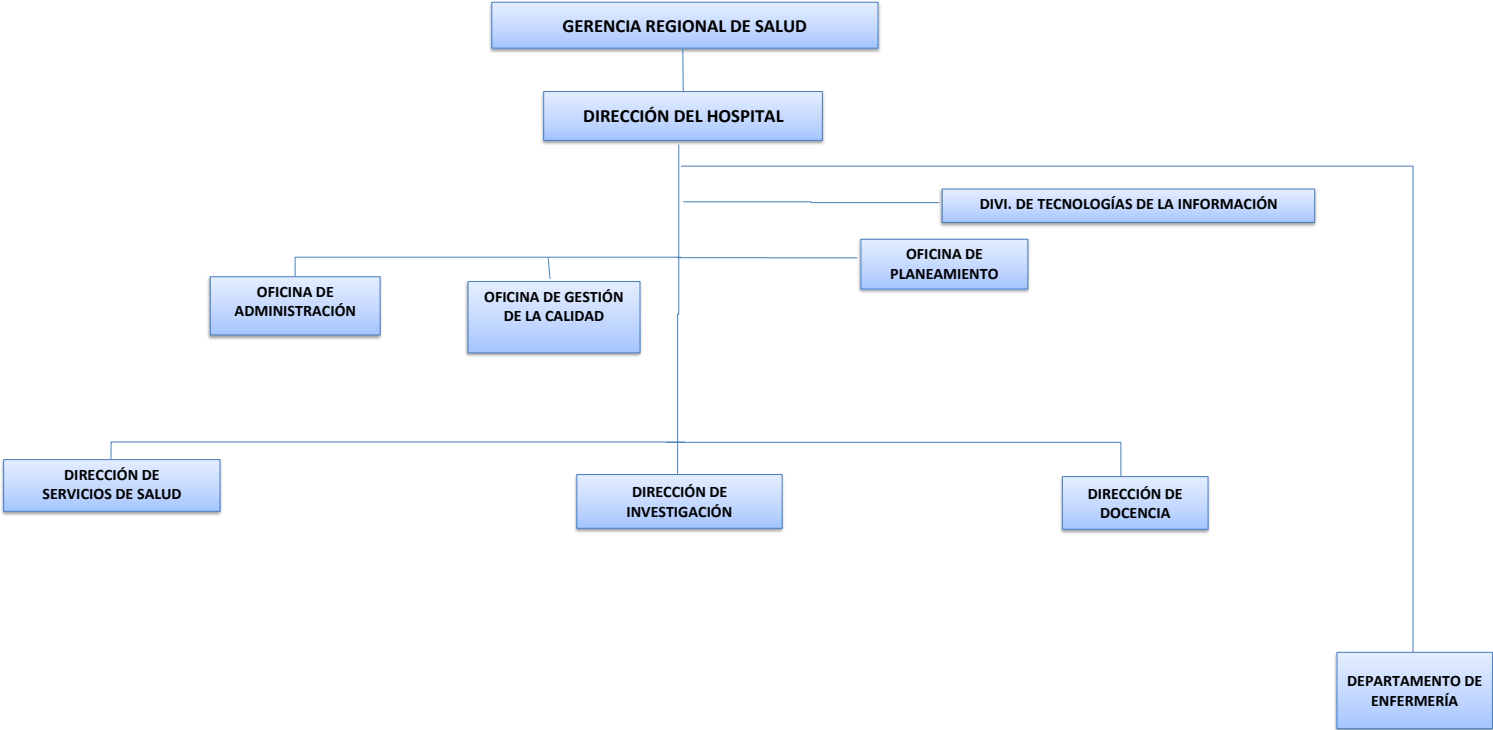 GERENCIA REGIONAL DE SALUD
DIRECCIÓN DEL HOSPITAL
DIVI. DE TECNOLOGÍAS DE LA INFORMACIÓN
OFICINA DE
PLANEAMIENTO
OFICINA DE
ADMINISTRACIÓN
OFICINA DE GESTIÓN
DE LA CALIDAD
DIRECCIÓN DE
SERVICIOS DE SALUD
DIRECCIÓN DE
INVESTIGACIÓN
DIRECCIÓN DE
DOCENCIA
DEPARTAMENTO DE
ENFERMERÍA